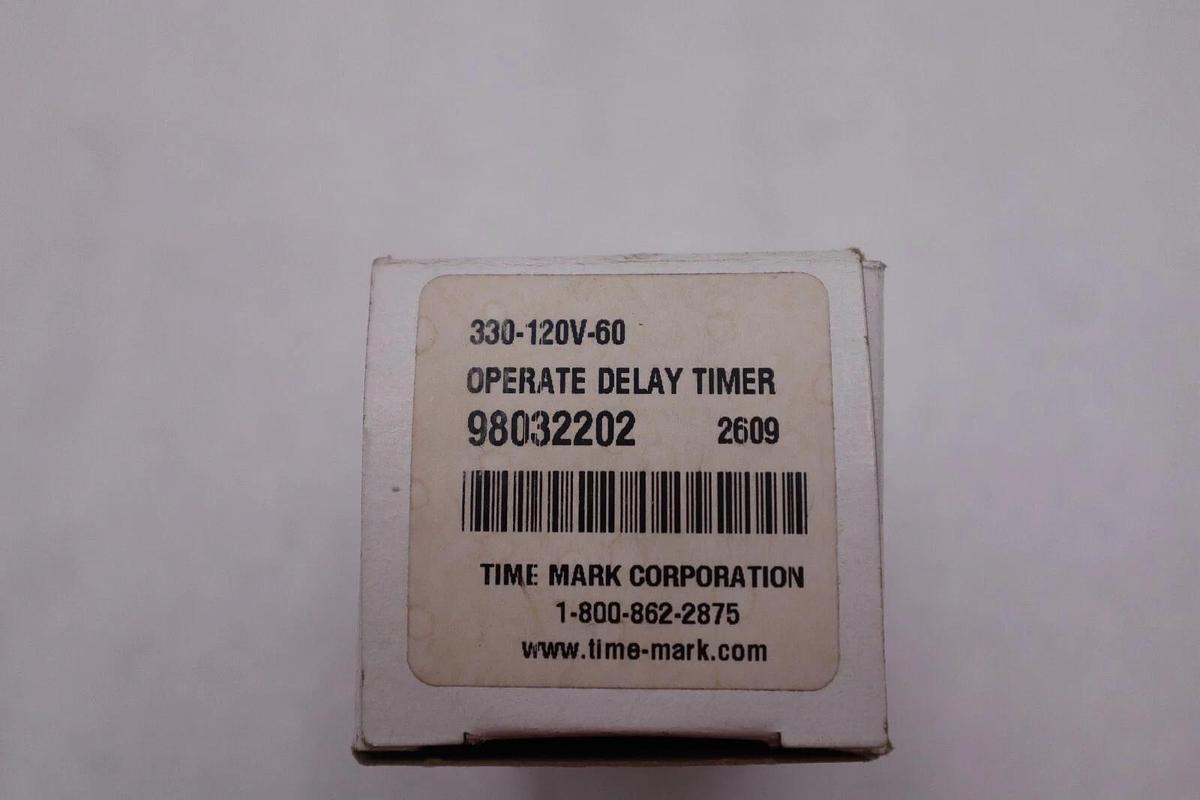 330-120V-60
OPERATE DELAY TIMER
98032202 2609
TIME MARK CORPORATION
1-800-862-2875
www.time-mark.com